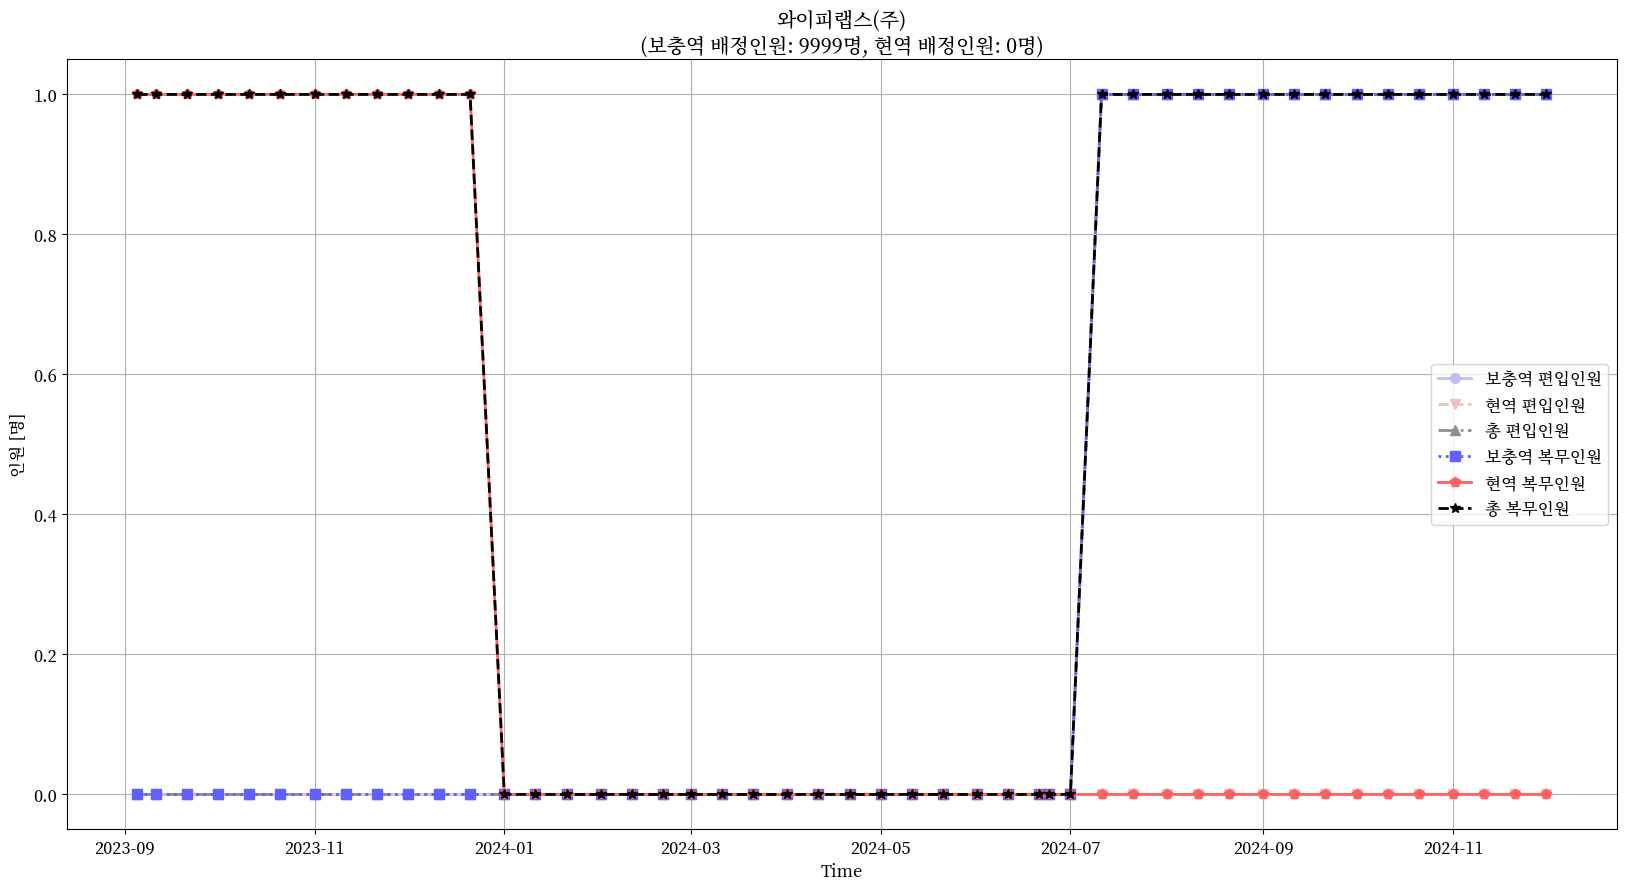 와이피랩스(주)
(보충역 배정인원: 9999명, 현역 배정인원: 0명)
인원 [명]
1.0
0.8
0.6
0.4
0.2
0.0
보충역 편입인원
현역 편입인원
총 편입인원
보충역 복무인원
현역 복무인원
총 복무인원
2023-09 2023-11 2024-01 2024-03 2024-05 2024-07 2024-09 2024-11
Time